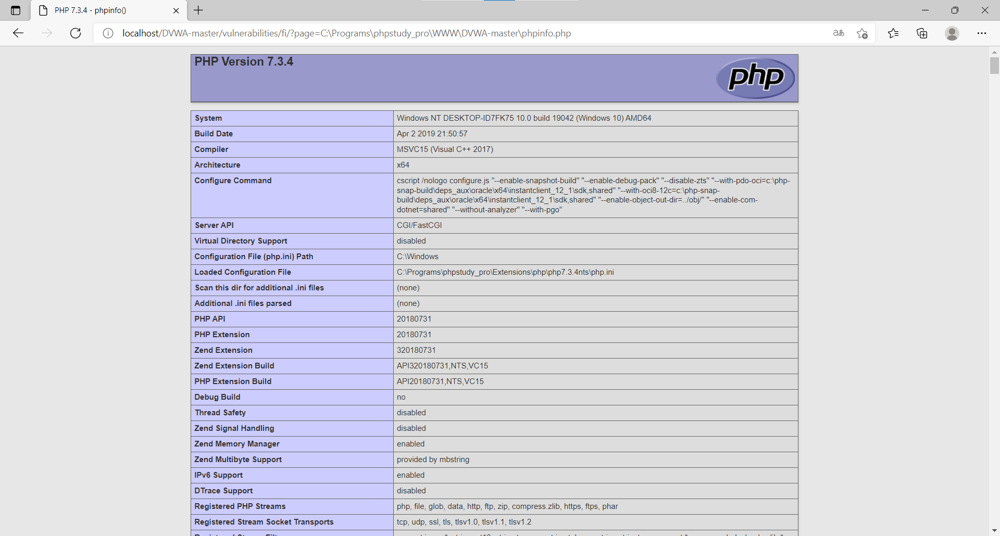 PHP 7.3.4 - phpinfo()
localhost/DVWA-master/vulnerabilities/fi/?page=C:\Programs\phpstudy_pro\WWW\DVWA-master\phpinfo.php
aあ
PHP Version 7.3.4
php
System Windows NT DESKTOP-ID7FK75 10.0 build 19042 (Windows 10) AMD64
Build Date Apr 2 2019 21:50:57
Compiler MSVC15 (Visual C++ 2017)
Architecture x64
Configure Command cscript /nologo configure.js "--enable-snapshot-build" "--enable-debug-pack" "--disable-zts" "--with-pdo-oci=c:\php-
snap-build\deps_aux\oracle\x64\instantclient_12_1\sdk,shared" "--with-oci8-12c=c:\php-snap-
build\deps_aux\oracle\x64\instantclient_12_1\sdk,shared" "--enable-object-out-dir=../obj/" "--enable-com-
dotnet=shared" "--without-analyzer" "--with-pgo"
Server API CGI/FastCGI
Virtual Directory Support disabled
Configuration File (php.ini) Path C:\Windows
Loaded Configuration File C:\Programs\phpstudy_pro\Extensions\php\php7.3.4nts\php.ini
Scan this dir for additional .ini files (none)
Additional .ini files parsed (none)
PHP API 20180731
PHP Extension 20180731
Zend Extension 320180731
Zend Extension Build API320180731,NTS,VC15
PHP Extension Build API20180731,NTS,VC15
Debug Build no
Thread Safety disabled
Zend Signal Handling disabled
Zend Memory Manager enabled
Zend Multibyte Support provided by mbstring
IPv6 Support enabled
DTrace Support disabled
Registered PHP Streams php, file, glob, data, http, ftp, zip, compress.zlib, https, ftps, phar
Registered Stream Socket Transports tcp, udp, ssl, tls, tlsv1.0, tlsv1.1, tlsv1.2